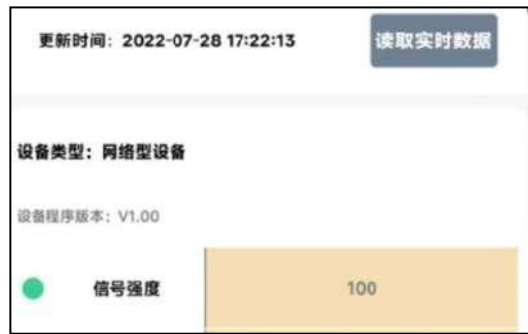 更新时间：2022-07-28 17:22:13 读取实时数据
设备类型：网络型设备
设备程序版本：V1.00
信号强度 100